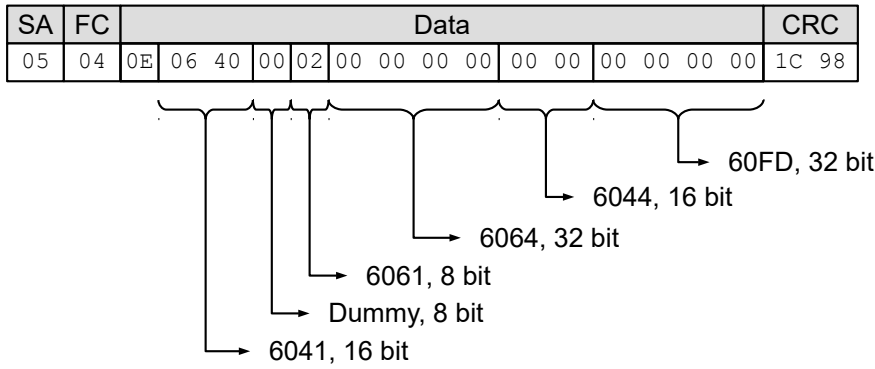 SA FC Data CRC
05 04 0E 06 40 00 02 00 00 00 00 00 00 00 00 00 00 1C 98
60FD, 32 bit
6044, 16 bit
6064, 32 bit
6061, 8 bit
Dummy, 8 bit
6041, 16 bit